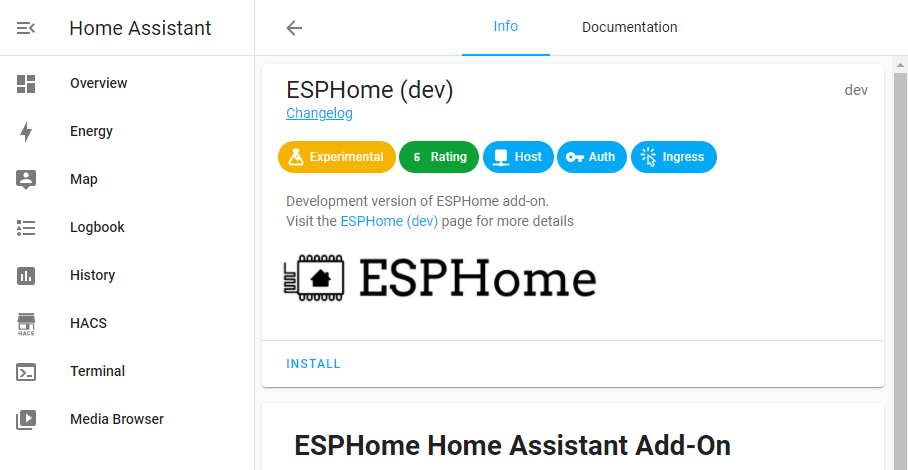 Home Assistant
Info
Documentation
Overview
Energy
Map
Logbook
History
HACS
HACS
Terminal
Media Browser
ESPHome (dev)
dev
Changelog
Experimental
5 Rating
Host
Auth
Ingress
Development version of ESPHome add-on.
Visit the ESPHome (dev) page for more details
ESPHome
INSTALL
ESPHome Home Assistant Add-On